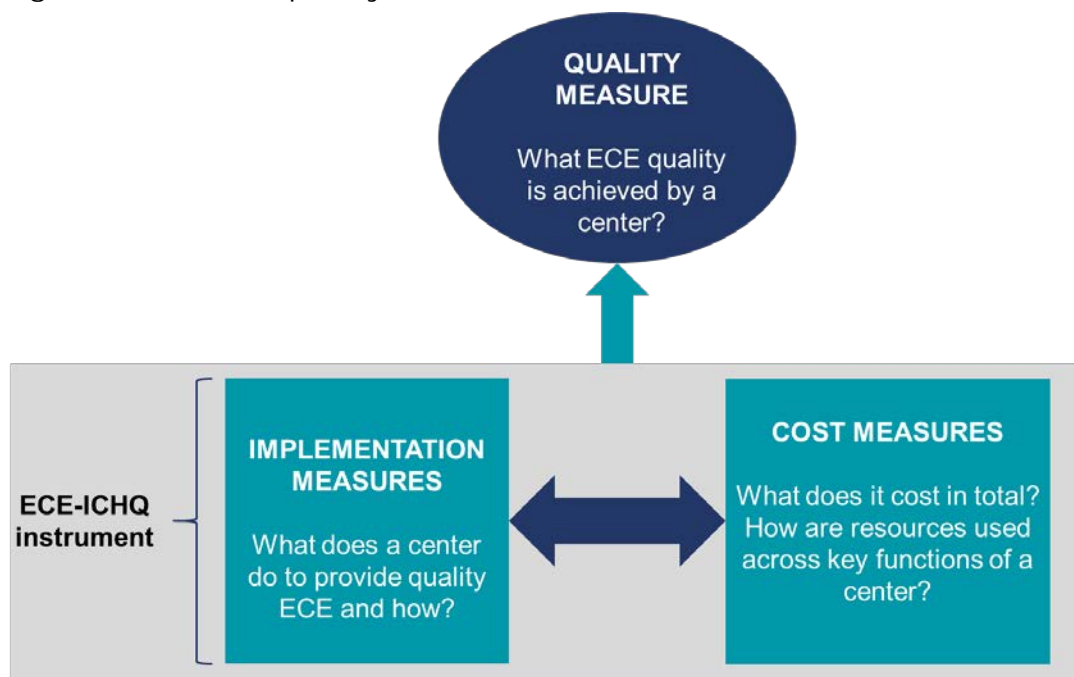 QUALITY
MEASURE
What ECE quality
is achieved by a
center?
ECE-ICHQ
instrument
IMPLEMENTATION
MEASURES
What does a center
do to provide quality
ECE and how?
COST MEASURES
What does it cost in total?
How are resources used
across key functions of a
center?